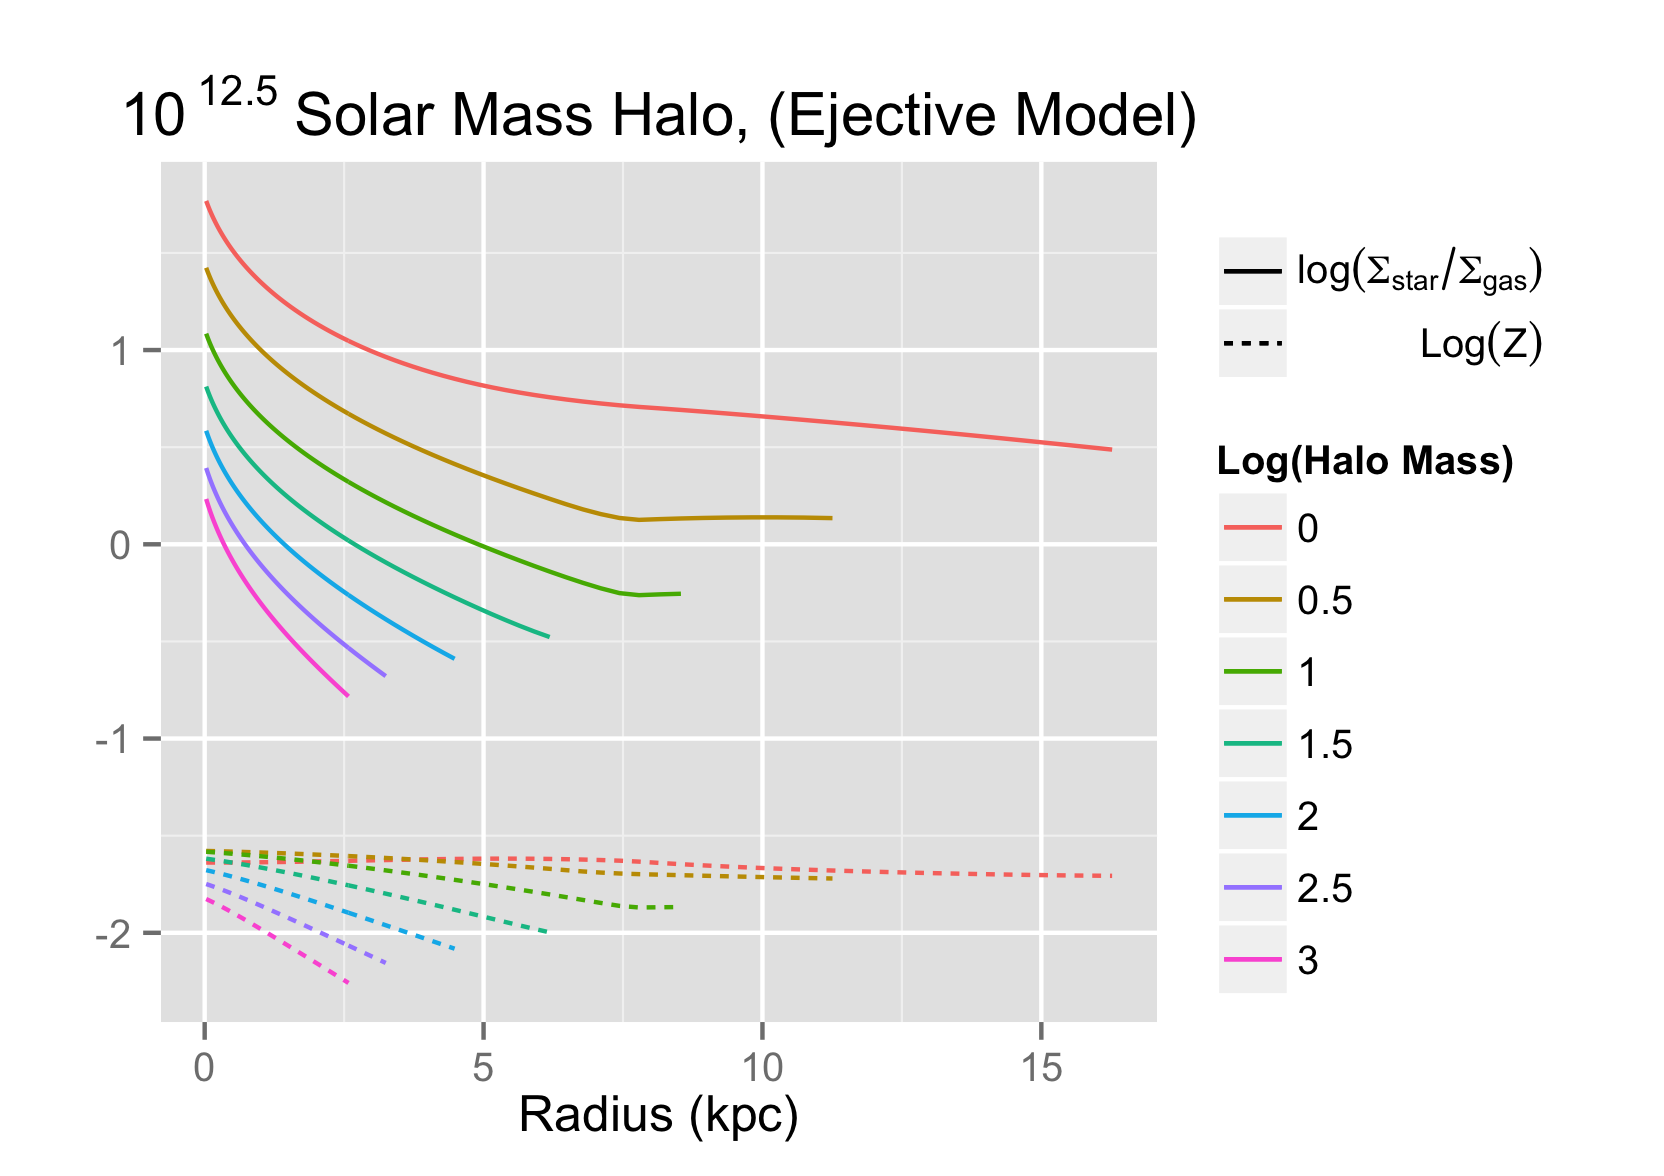 10^12.5 Solar Mass Halo, (Ejective Model)
1
0
-1
-2
0 5 10 15
Radius (kpc)
log(Σstar/Σgas)
Log(Z)
Log(Halo Mass)
0
0.5
1
1.5
2
2.5
3